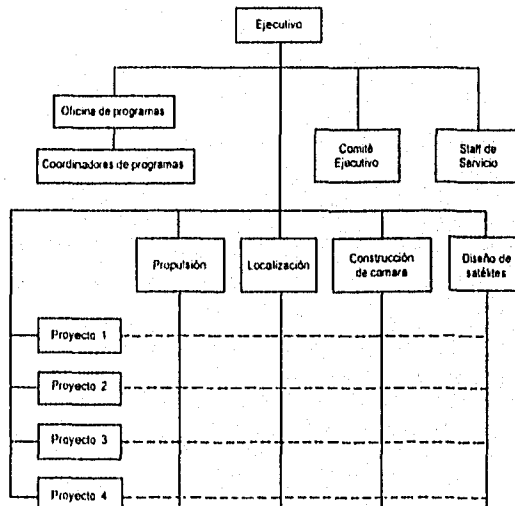 Ejecutivo
Oficina de programas
Coordinadores de programas
Comité
Ejecutivo
Staff de
Servicio
Propulsión
Localización
Construcción
de camara
Diseño de
satélites
Proyecto 1
Proyecto 2
Proyecto 3
Proyecto 4